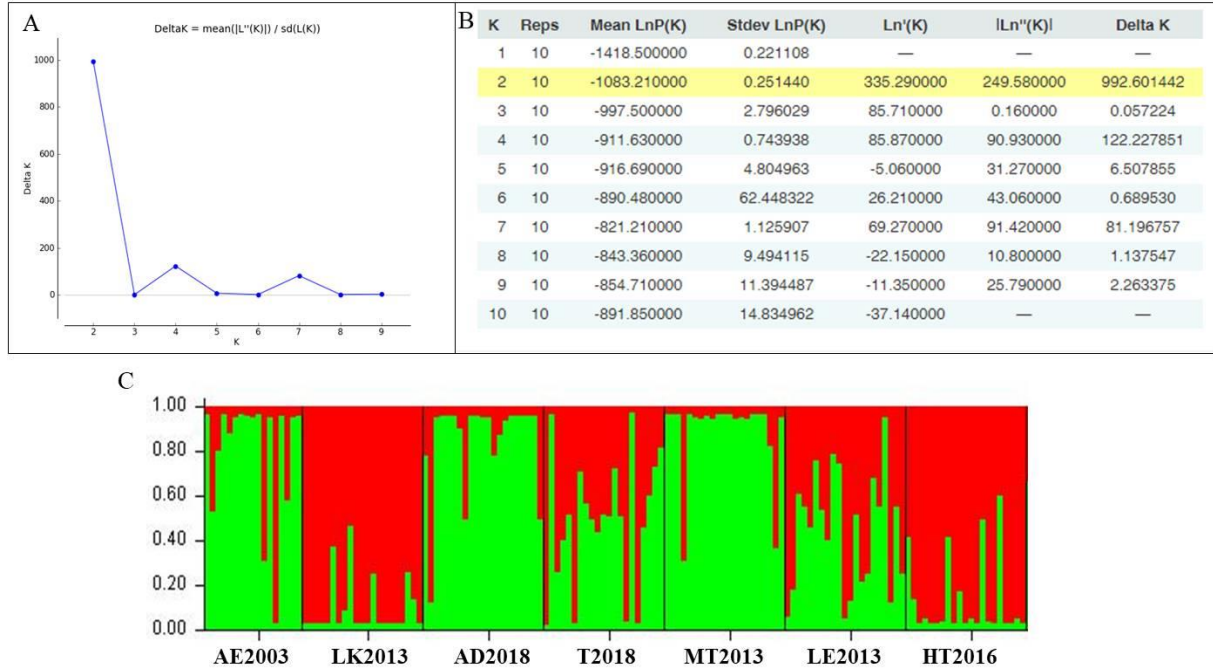 A
DeltaK = mean(|L''(K)|) / sd(L(K))
1000
800
600
400
200
0
Delta K
2 3 4 5 6 7 8 9
K
B
K Reps Mean LnP(K) Stdev LnP(K) Ln'(K) |Ln''(K)| Delta K
1 10 -1418.500000 0.221108 — — —
2 10 -1083.210000 0.251440 335.290000 249.580000 992.601442
3 10 -997.500000 2.796029 85.710000 0.160000 0.057224
4 10 -911.630000 0.743938 85.870000 90.930000 122.227851
5 10 -916.690000 4.804963 -5.060000 31.270000 6.507855
6 10 -890.480000 62.448322 26.210000 43.060000 0.689530
7 10 -821.210000 1.125907 69.270000 91.420000 81.196757
8 10 -843.360000 9.494115 -22.150000 10.800000 1.137547
9 10 -854.710000 11.394487 -11.350000 25.790000 2.263375
10 10 -891.850000 14.834962 -37.140000 — —
C
1.00
0.80
0.60
0.40
0.20
0.00
AE2003 LK2013 AD2018 T2018 MT2013 LE2013 HT2016